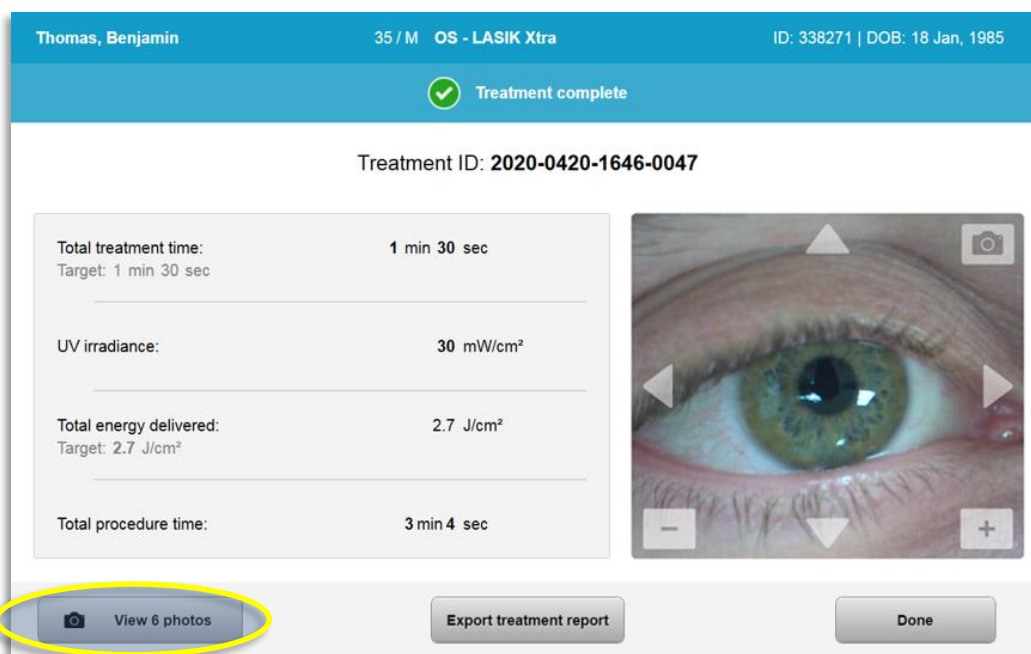 Thomas, Benjamin 35 / M OS - LASIK Xtra ID: 338271 | DOB: 18 Jan, 1985
Treatment complete
Treatment ID: 2020-0420-1646-0047
Total treatment time: 1 min 30 sec
Target: 1 min 30 sec
UV irradiance: 30 mW/cm²
Total energy delivered: 2.7 J/cm²
Target: 2.7 J/cm²
Total procedure time: 3 min 4 sec
View 6 photos Export treatment report Done